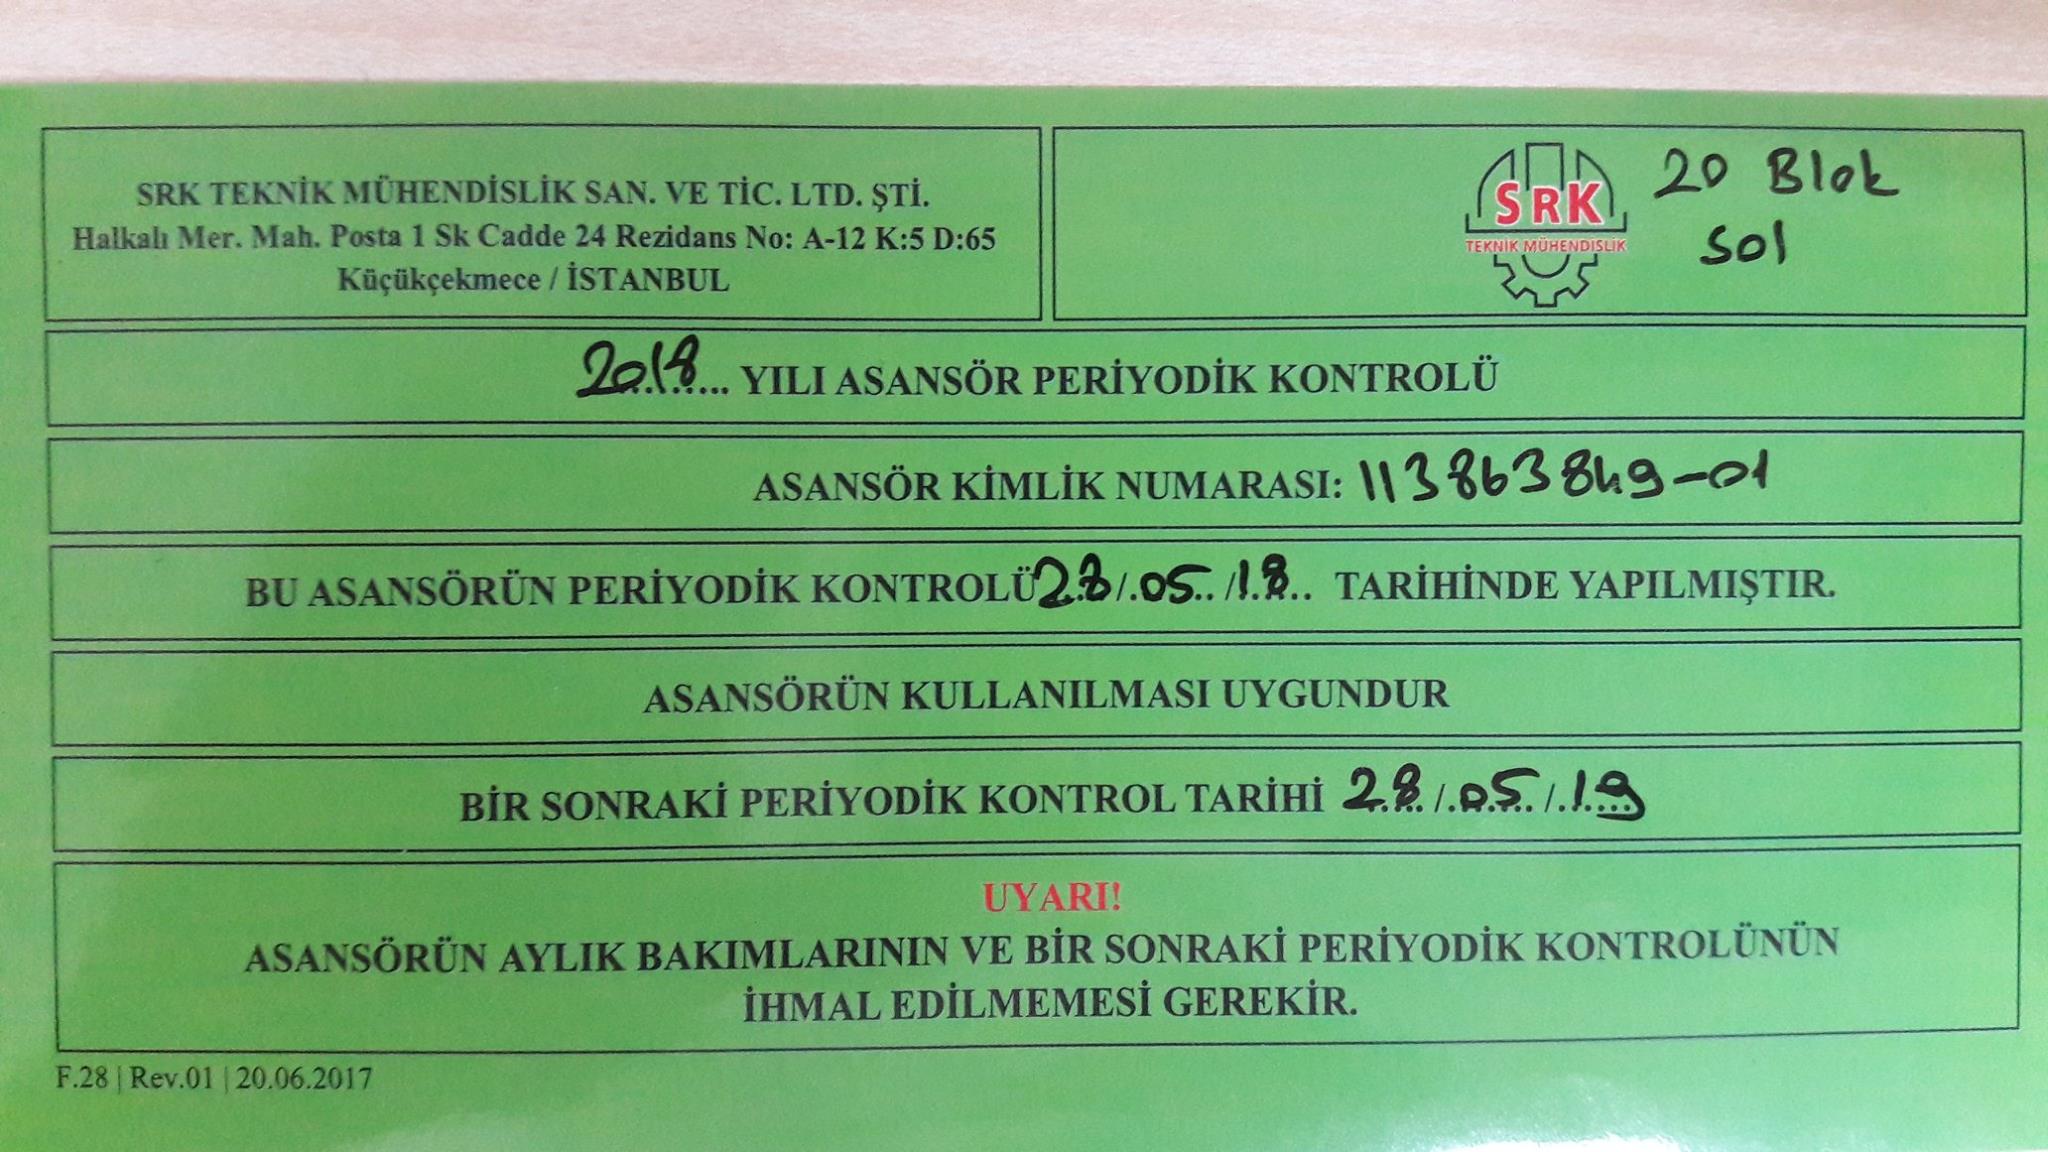 SRK TEKNİK MÜHENDİSLİK SAN. VE TİC. LTD. ŞTİ.
Halkalı Mer. Mah. Posta 1 Sk Cadde 24 Rezidans No: A-12 K:5 D:65
Küçükçekmece / İSTANBUL
SRK
TEKNİK MÜHENDİSLİK
20 Blok
Sol
2018 YILI ASANSÖR PERİYODİK KONTROLÜ
ASANSÖR KİMLİK NUMARASI: 113863849-01
BU ASANSÖRÜN PERİYODİK KONTROLÜ 28/05/18 TARİHİNDE YAPILMIŞTIR.
ASANSÖRÜN KULLANILMASI UYGUNDUR
BİR SONRAKİ PERİYODİK KONTROL TARİHİ 28/05/19
UYARI!
ASANSÖRÜN AYLIK BAKIMLARININ VE BİR SONRAKİ PERİYODİK KONTROLÜNÜN
İHMAL EDİLMEMESİ GEREKİR.
F.28 | Rev.01 | 20.06.2017